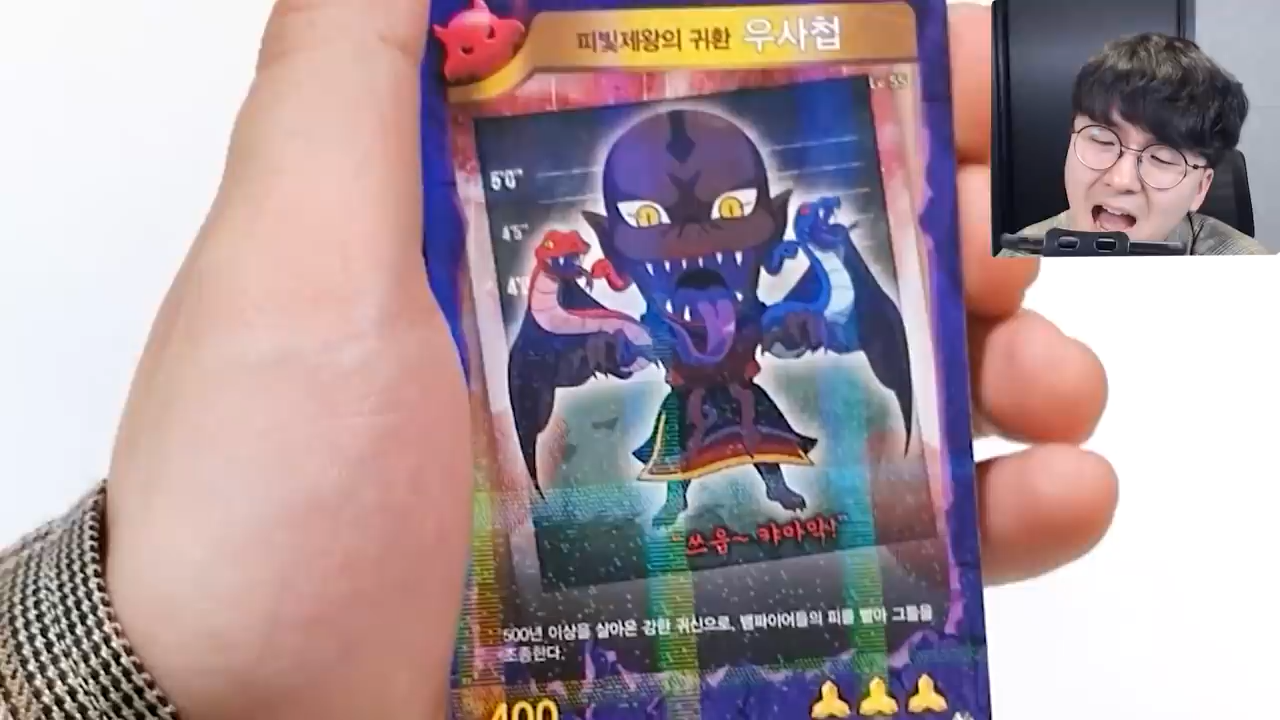 피빛제왕의 귀환 우사첩
Lv 55
5'0"
4'5"
"쓰읍~ 캬아악!"
500년 이상을 살아온 강한 귀신으로, 뱀파이어들의 피를 빨아 그들을
조종한다.
400